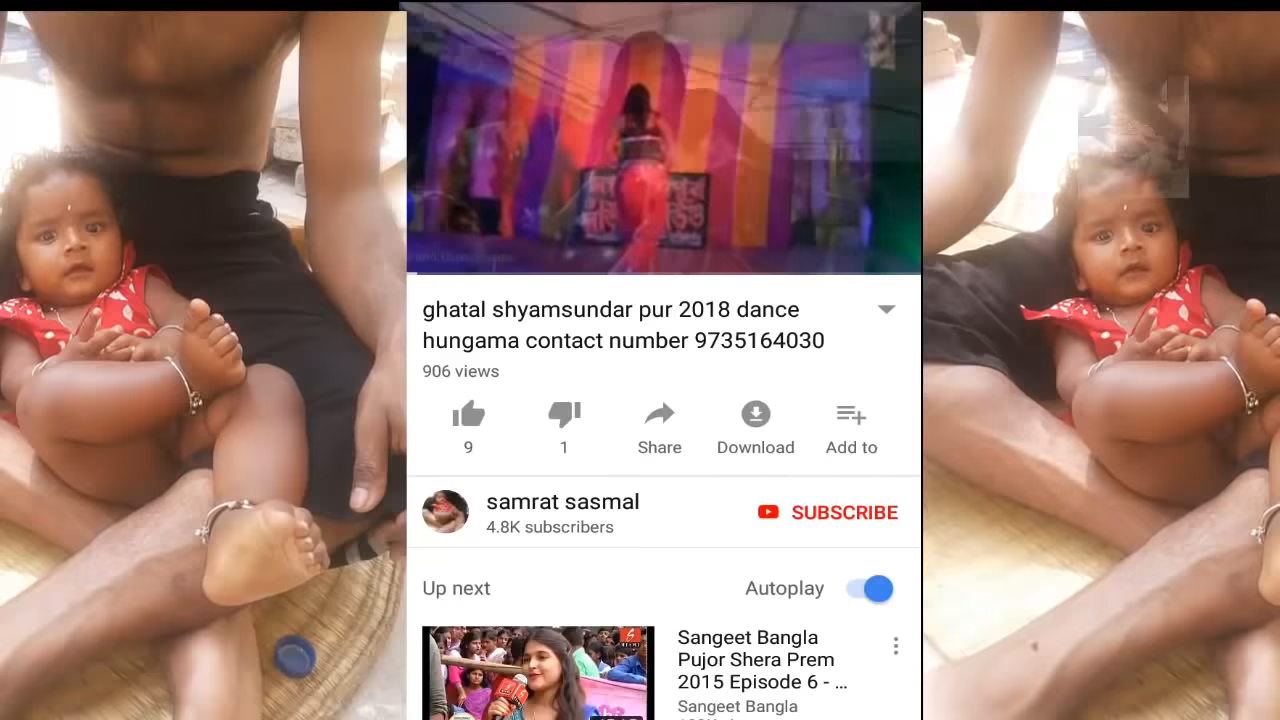 ghatal shyamsundar pur 2018 dance
hungama contact number 9735164030
906 views
9
1
Share
Download
Add to
samrat sasmal
4.8K subscribers
SUBSCRIBE
Up next
Autoplay
Sangeet Bangla
Pujor Shera Prem
2015 Episode 6 - ...
Sangeet Bangla